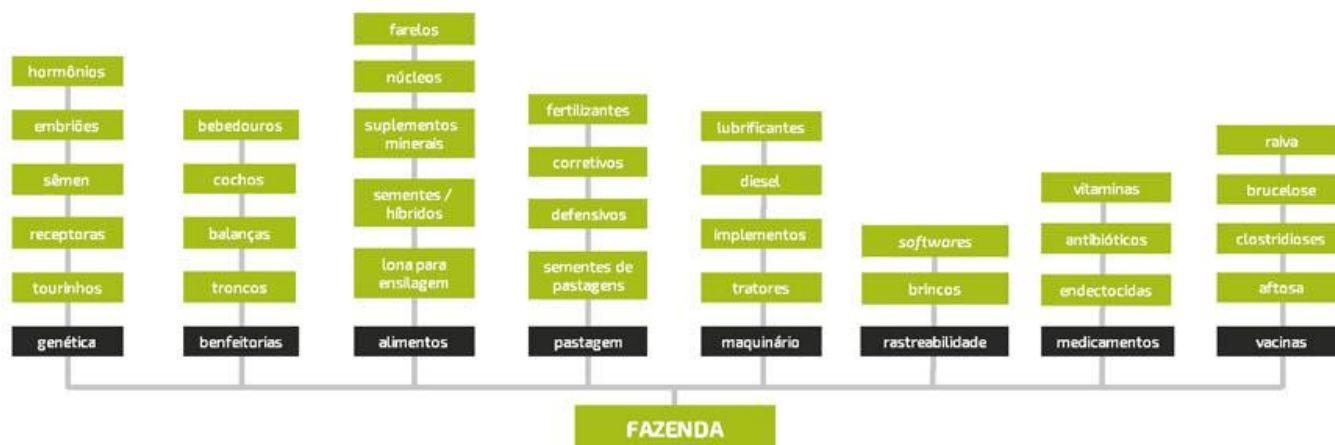 hormônios
embriões
sêmen
receptoras
tourinhos
genética
bebedouros
cochos
balanças
troncos
benfeitorias
farelos
núcleos
suplementos
minerais
sementes /
híbridos
lona para
ensilagem
alimentos
fertilizantes
corretivos
defensivos
sementes de
pastagens
pastagem
lubrificantes
diesel
implementos
tratores
maquinário
softwares
brincos
rastreabilidade
vitaminas
antibióticos
endectocidas
medicamentos
raiva
brucelose
clostridioses
aftosa
vacinas
FAZENDA